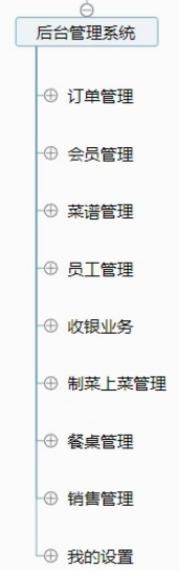 后台管理系统
订单管理
会员管理
菜谱管理
员工管理
收银业务
制菜上菜管理
餐桌管理
销售管理
我的设置